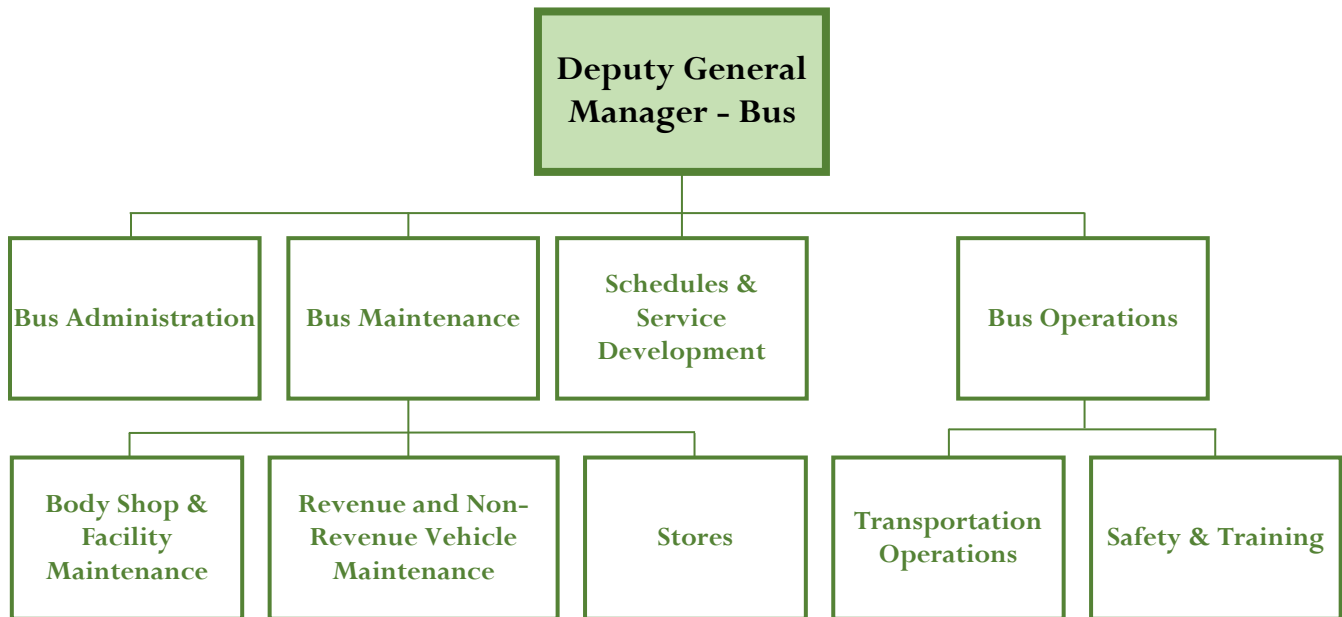 Deputy General
Manager - Bus
Bus Administration
Bus Maintenance
Schedules &
Service
Development
Bus Operations
Body Shop &
Facility
Maintenance
Revenue and Non-
Revenue Vehicle
Maintenance
Stores
Transportation
Operations
Safety & Training